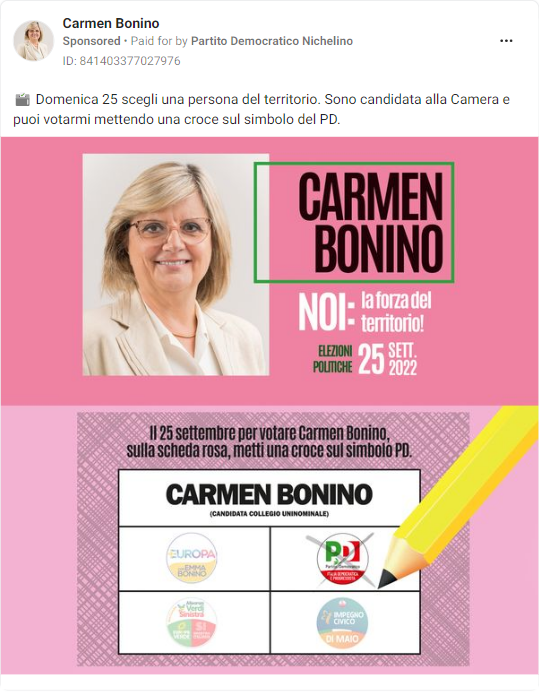 Carmen Bonino
Sponsored • Paid for by Partito Democratico Nichelino
ID: 841403377027976
Domenica 25 scegli una persona del territorio. Sono candidata alla Camera e
puoi votarmi mettendo una croce sul simbolo del PD.
CARMEN
BONINO
NOI: la forza del
territorio!
ELEZIONI
POLITICHE
25 SETT.
2022
Il 25 settembre per votare Carmen Bonino,
sulla scheda rosa, metti una croce sul simbolo PD.
CARMEN BONINO
(CANDIDATA COLLEGIO UNINOMINALE)
EUROPA
EMMA
BONINO
PD
Partito Democratico
ITALIA DEMOCRATICA
E PROGRESSISTA
Verdi
Sinistra
EUROPA
VERDE
SI
IMPEGNO
CIVICO
DI MAIO